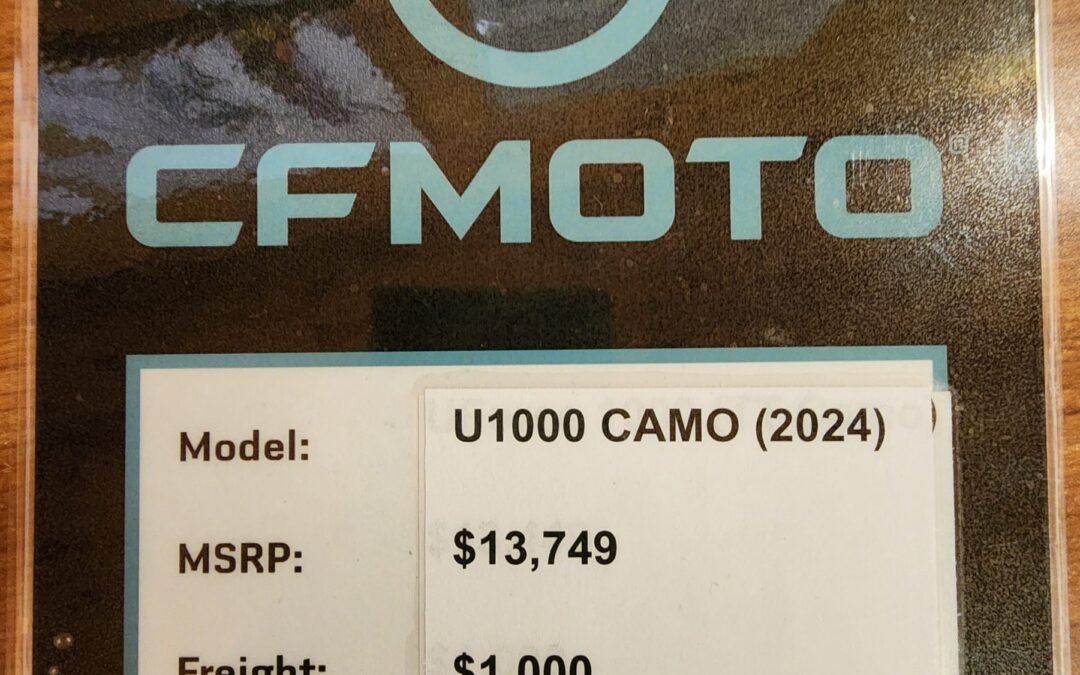 CFMOTO®
Model: U1000 CAMO (2024)
MSRP: $13,749
Freight: $1,000